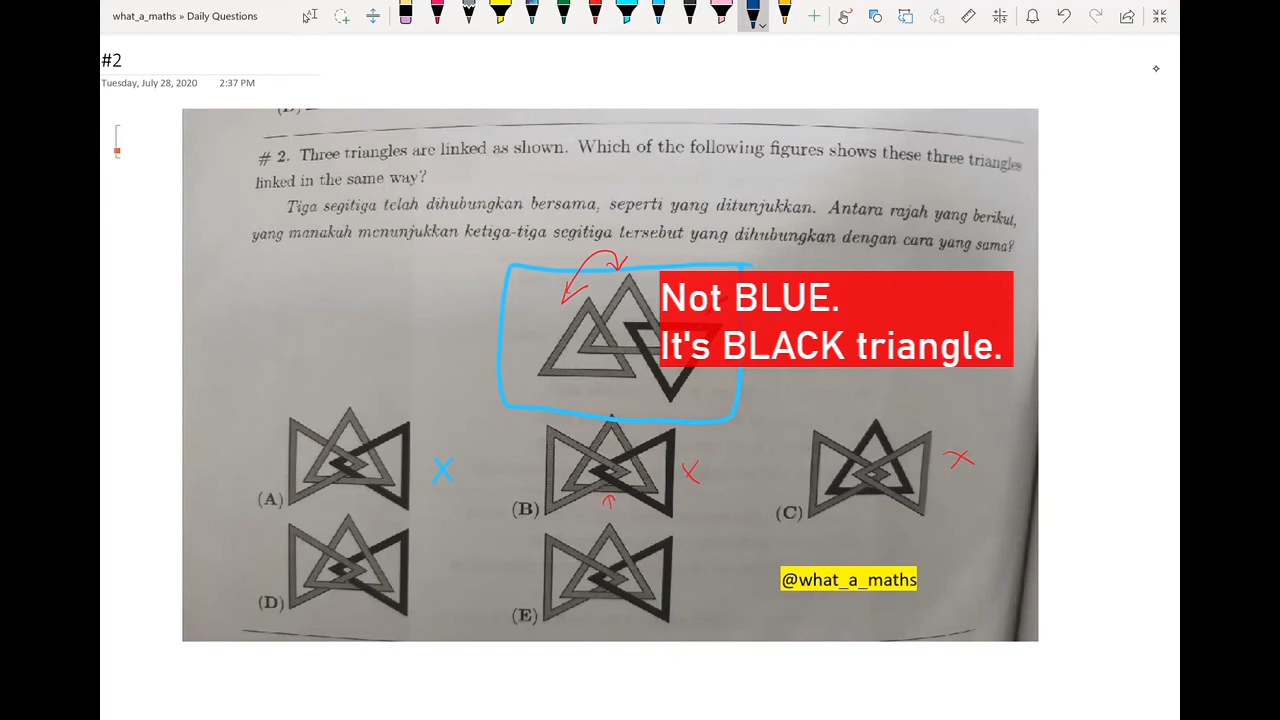 what_a_maths » Daily Questions
#2
Tuesday, July 28, 2020 2:37 PM
# 2. Three triangles are linked as shown. Which of the following figures shows these three triangles
linked in the same way?
Tiga segitiga telah dihubungkan bersama, seperti yang ditunjukkan. Antara rajah yang berikut,
yang manakah menunjukkan ketiga-tiga segitiga tersebut yang dihubungkan dengan cara yang sama?
Not BLUE.
It's BLACK triangle.
(A) X
(B) X
(C) X
(D)
(E)
@what_a_maths